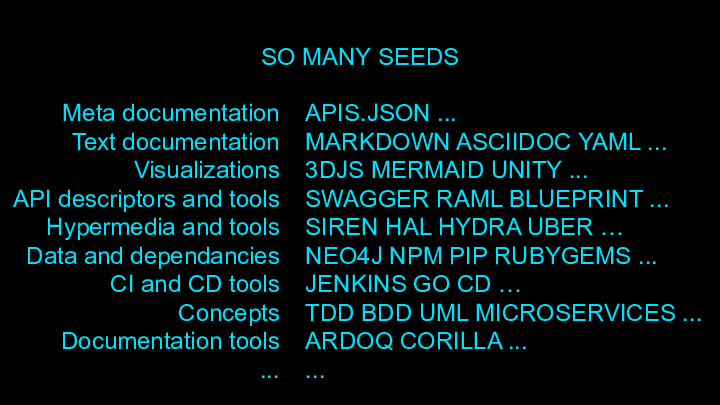 SO MANY SEEDS
Meta documentation APIS.JSON ...
Text documentation MARKDOWN ASCIIDOC YAML ...
Visualizations 3DJS MERMAID UNITY ...
API descriptors and tools SWAGGER RAML BLUEPRINT ...
Hypermedia and tools SIREN HAL HYDRA UBER …
Data and dependancies NEO4J NPM PIP RUBYGEMS ...
CI and CD tools JENKINS GO CD …
Concepts TDD BDD UML MICROSERVICES ...
Documentation tools ARDOQ CORILLA ...
... ...